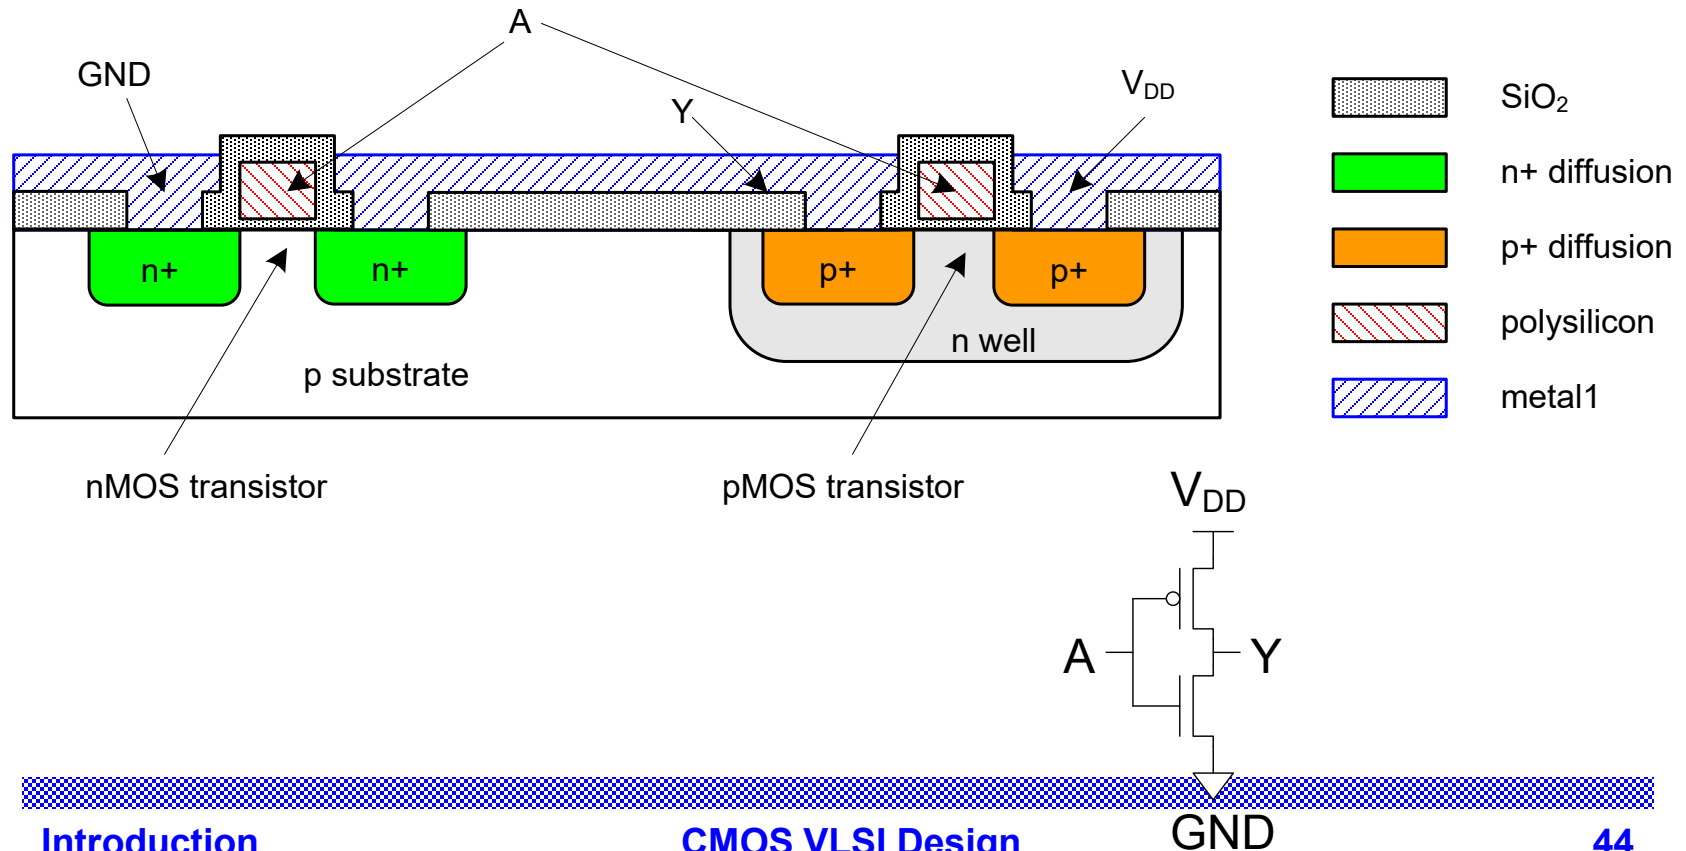 A
GND
Y
VDD
SiO2
n+ diffusion
p+ diffusion
polysilicon
metal1
n+
n+
p+
p+
n well
p substrate
nMOS transistor
pMOS transistor
VDD
A
Y
GND
Introduction
CMOS VLSI Design
44